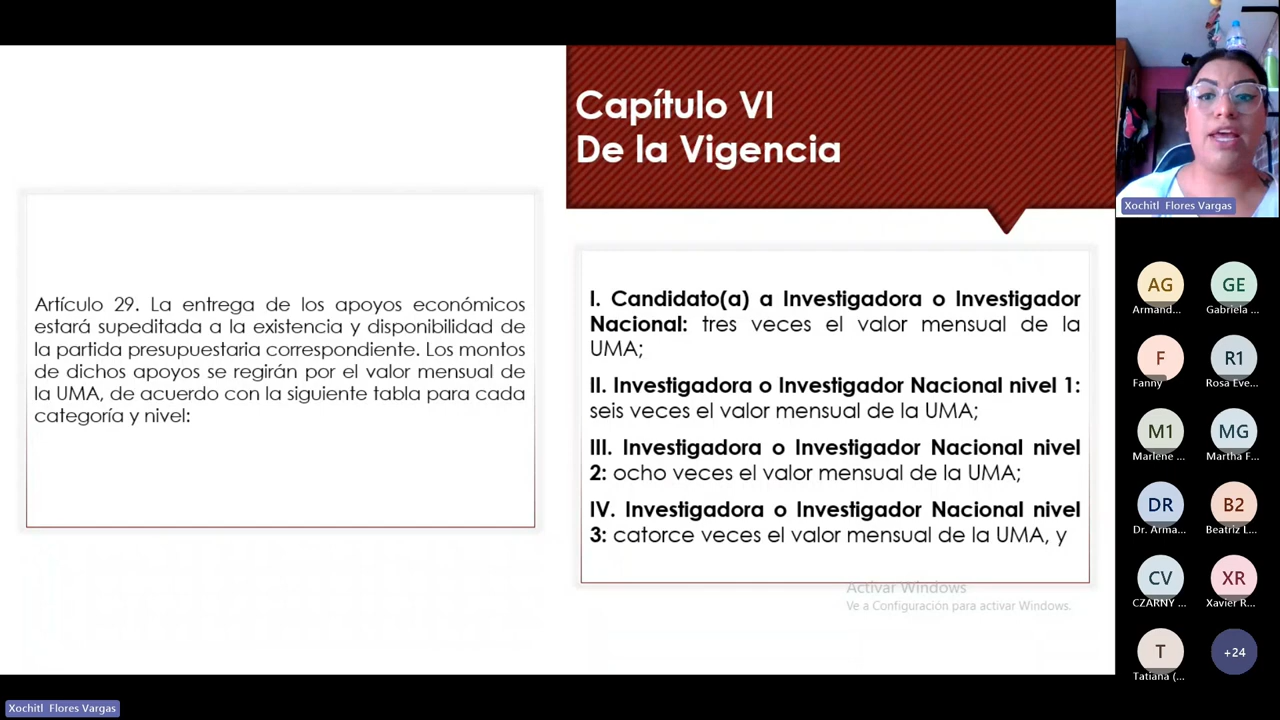 Capítulo VI
De la Vigencia
Artículo 29. La entrega de los apoyos económicos
estará supeditada a la existencia y disponibilidad de
la partida presupuestaria correspondiente. Los montos
de dichos apoyos se regirán por el valor mensual de
la UMA, de acuerdo con la siguiente tabla para cada
categoría y nivel:
I. Candidato(a) a Investigadora o Investigador
Nacional: tres veces el valor mensual de la
UMA;
II. Investigadora o Investigador Nacional nivel 1:
seis veces el valor mensual de la UMA;
III. Investigadora o Investigador Nacional nivel
2: ocho veces el valor mensual de la UMA;
IV. Investigadora o Investigador Nacional nivel
3: catorce veces el valor mensual de la UMA, y
Activar Windows
Ve a Configuración para activar Windows.
Xochitl Flores Vargas
AG
Armand...
GE
Gabriela ...
F
Fanny
R1
Rosa Eve...
M1
Marlene ...
MG
Martha F...
DR
Dr. Arma...
B2
Beatriz L...
CV
CZARNY ...
XR
Xavier R...
T
Tatiana (...
+24
Xochitl Flores Vargas